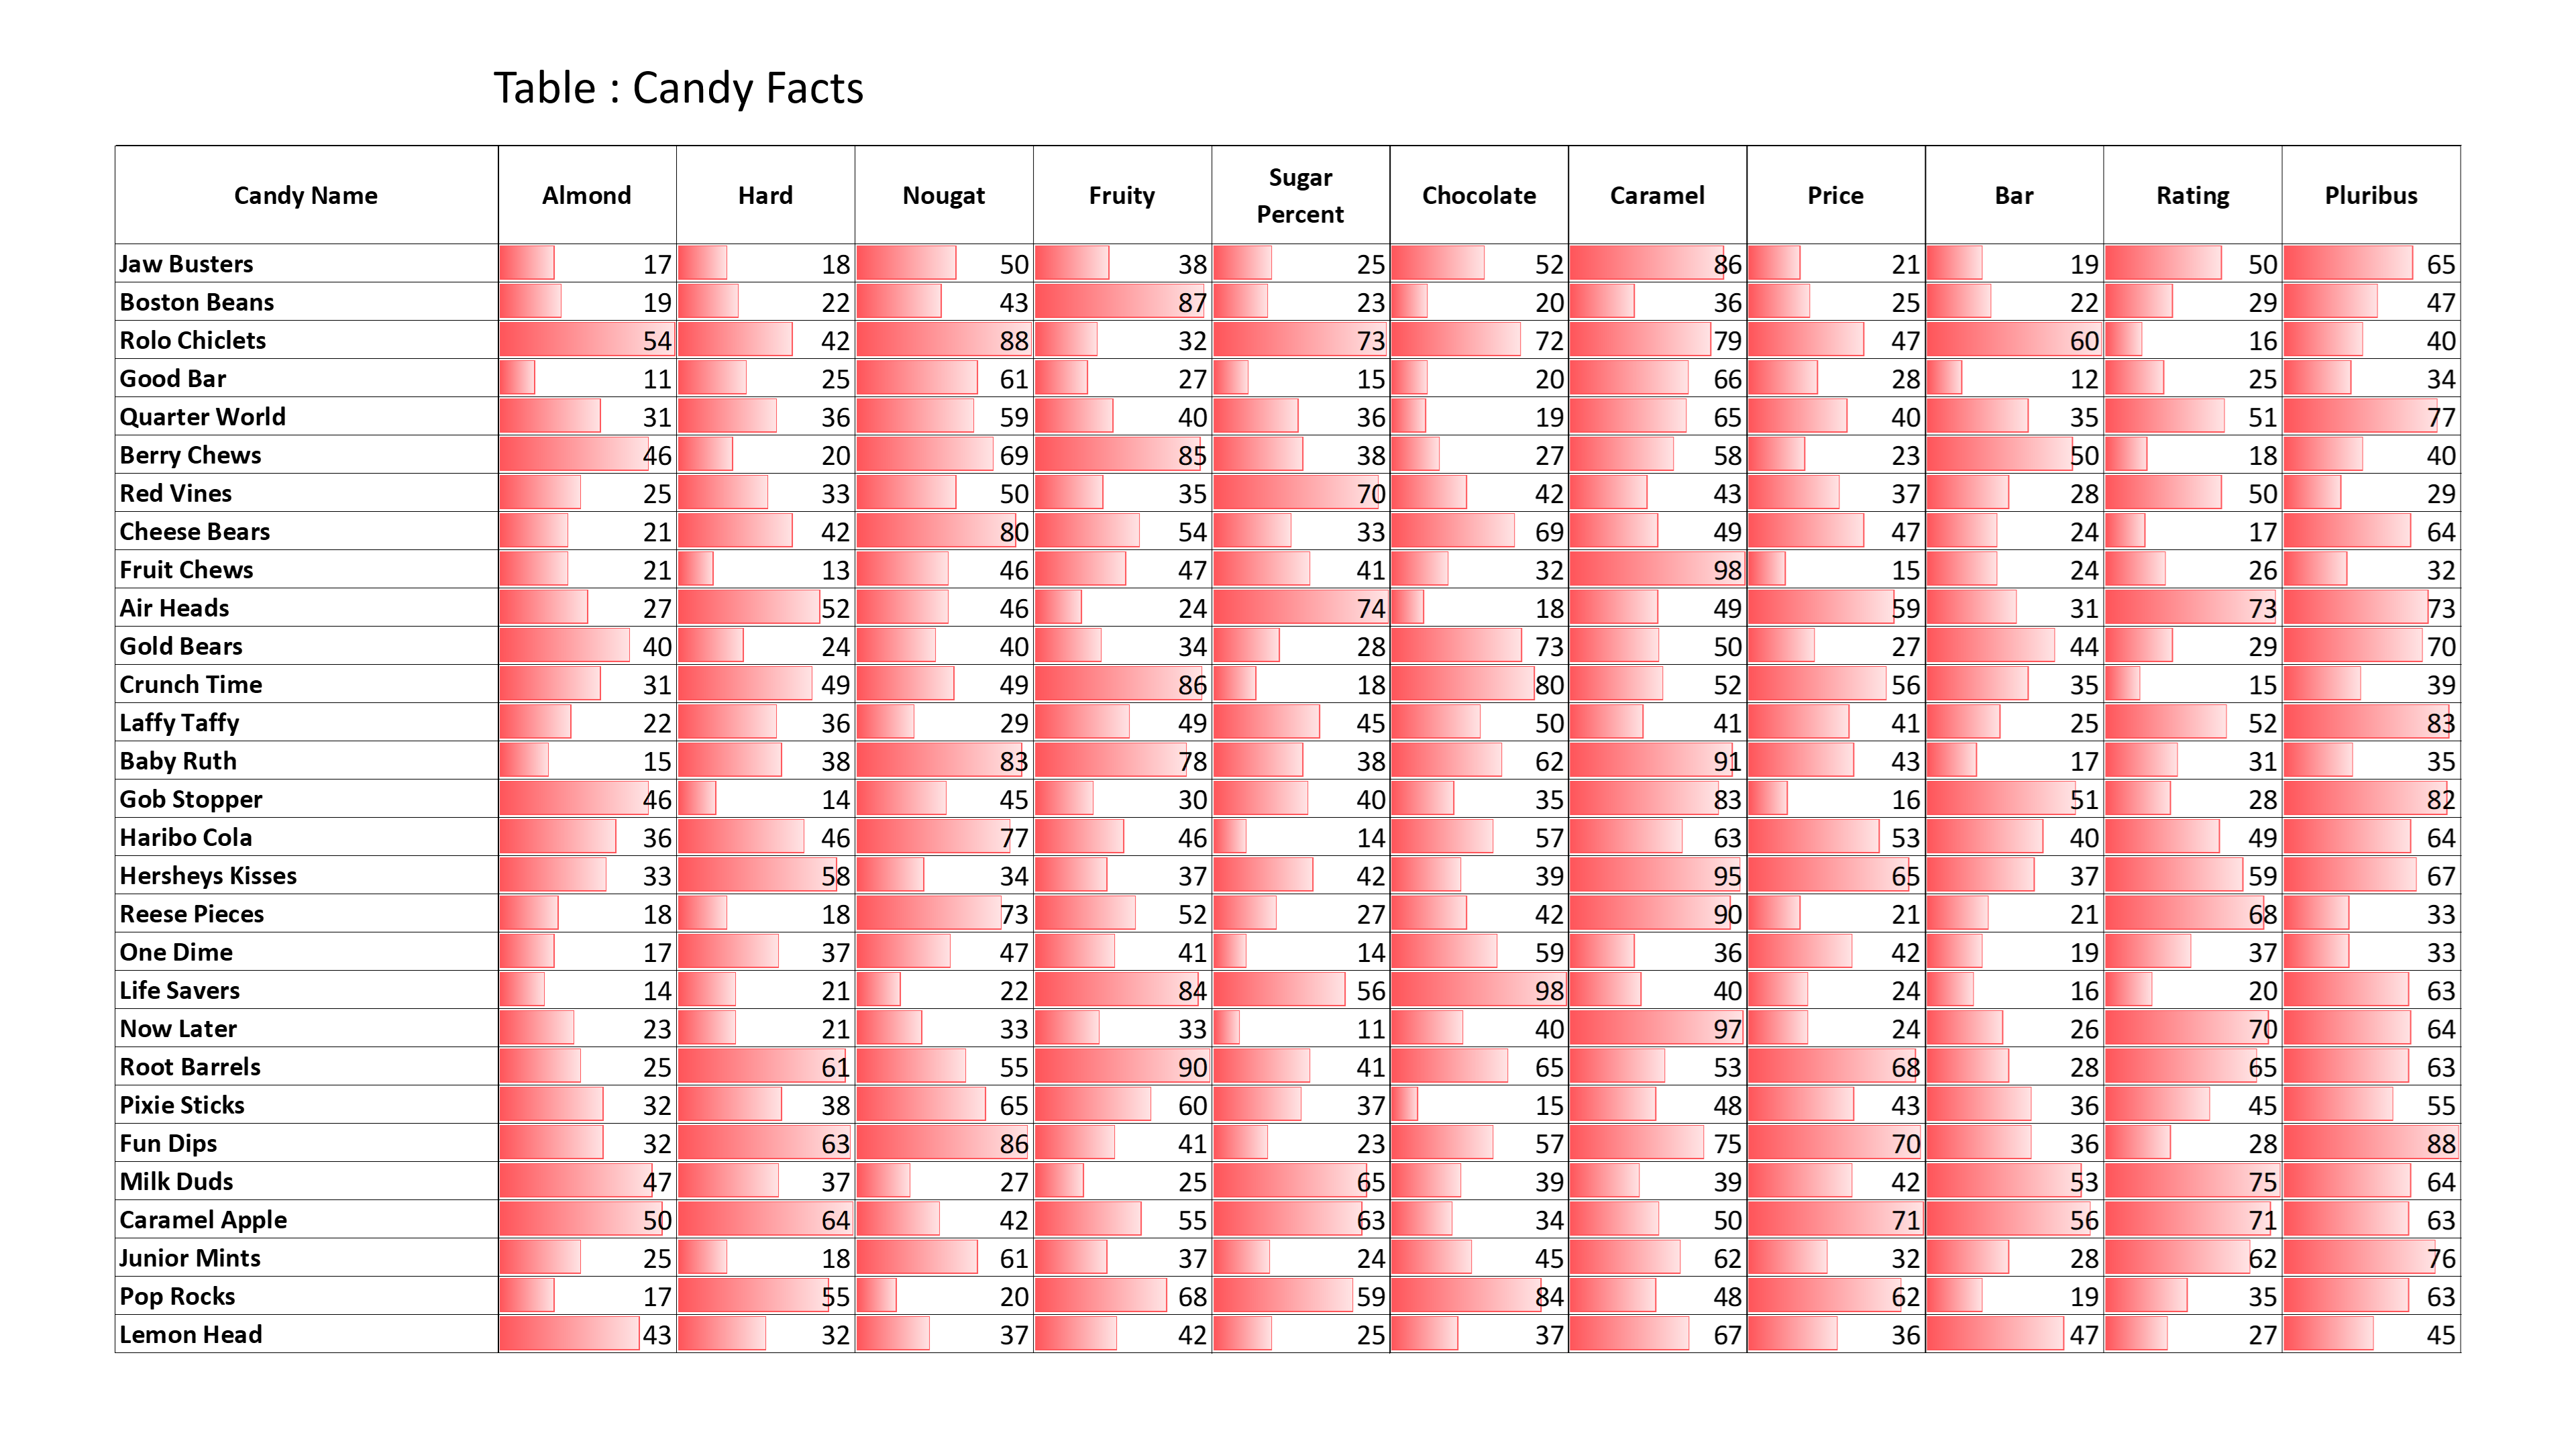 Table : Candy Facts
Candy Name Almond Hard Nougat Fruity Sugar Percent Chocolate Caramel Price Bar Rating Pluribus
Jaw Busters 17 18 50 38 25 52 86 21 19 50 65
Boston Beans 19 22 43 87 23 20 36 25 22 29 47
Rolo Chiclets 54 42 88 32 73 72 79 47 60 16 40
Good Bar 11 25 61 27 15 20 66 28 12 25 34
Quarter World 31 36 59 40 36 19 65 40 35 51 77
Berry Chews 46 20 69 85 38 27 58 23 50 18 40
Red Vines 25 33 50 35 70 42 43 37 28 50 29
Cheese Bears 21 42 80 54 33 69 49 47 24 17 64
Fruit Chews 21 13 46 47 41 32 98 15 24 26 32
Air Heads 27 52 46 24 74 18 49 59 31 73 73
Gold Bears 40 24 40 34 28 73 50 27 44 29 70
Crunch Time 31 49 49 86 18 80 52 56 35 15 39
Laffy Taffy 22 36 29 49 45 50 41 41 25 52 83
Baby Ruth 15 38 83 78 38 62 91 43 17 31 35
Gob Stopper 46 14 45 30 40 35 83 16 51 28 82
Haribo Cola 36 46 77 46 14 57 63 53 40 49 64
Hersheys Kisses 33 58 34 37 42 39 95 65 37 59 67
Reese Pieces 18 18 73 52 27 42 90 21 21 68 33
One Dime 17 37 47 41 14 59 36 42 19 37 33
Life Savers 14 21 22 84 56 98 40 24 16 20 63
Now Later 23 21 33 33 11 40 97 24 26 70 64
Root Barrels 25 61 55 90 41 65 53 68 28 65 63
Pixie Sticks 32 38 65 60 37 15 48 43 36 45 55
Fun Dips 32 63 86 41 23 57 75 70 36 28 88
Milk Duds 47 37 27 25 65 39 39 42 53 75 64
Caramel Apple 50 64 42 55 63 34 50 71 56 71 63
Junior Mints 25 18 61 37 24 45 62 32 28 62 76
Pop Rocks 17 55 20 68 59 84 48 62 19 35 63
Lemon Head 43 32 37 42 25 37 67 36 47 27 45